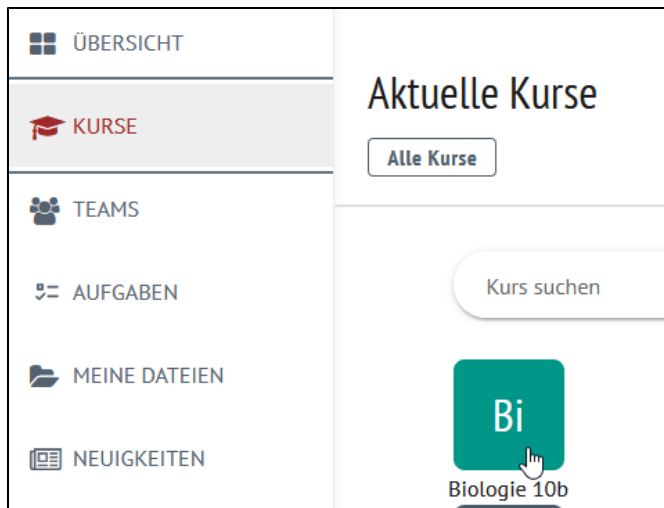 ÜBERSICHT
KURSE
TEAMS
AUFGABEN
MEINE DATEIEN
NEUIGKEITEN
Aktuelle Kurse
Alle Kurse
Kurs suchen
Bi
Biologie 10b